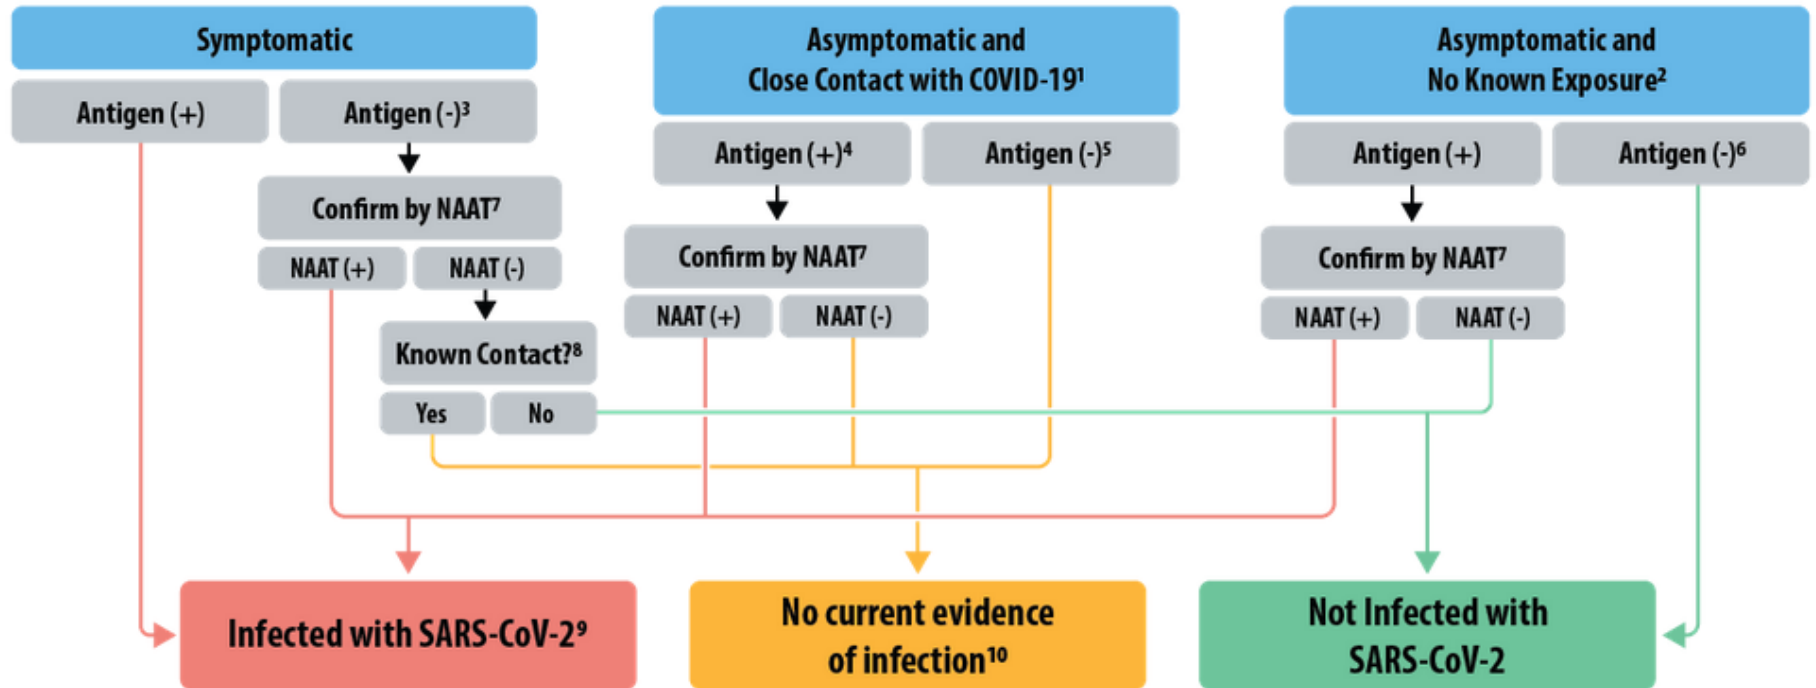 Symptomatic
Antigen (+)
Antigen (-)³
Confirm by NAAT⁷
NAAT (+)
NAAT (-)
Known Contact?⁸
Yes
No
Asymptomatic and
Close Contact with COVID-19¹
Antigen (+)⁴
Antigen (-)⁵
Confirm by NAAT⁷
NAAT (+)
NAAT (-)
Asymptomatic and
No Known Exposure²
Antigen (+)
Antigen (-)⁶
Confirm by NAAT⁷
NAAT (+)
NAAT (-)
Infected with SARS-CoV-2⁹
No current evidence
of infection¹⁰
Not Infected with
SARS-CoV-2